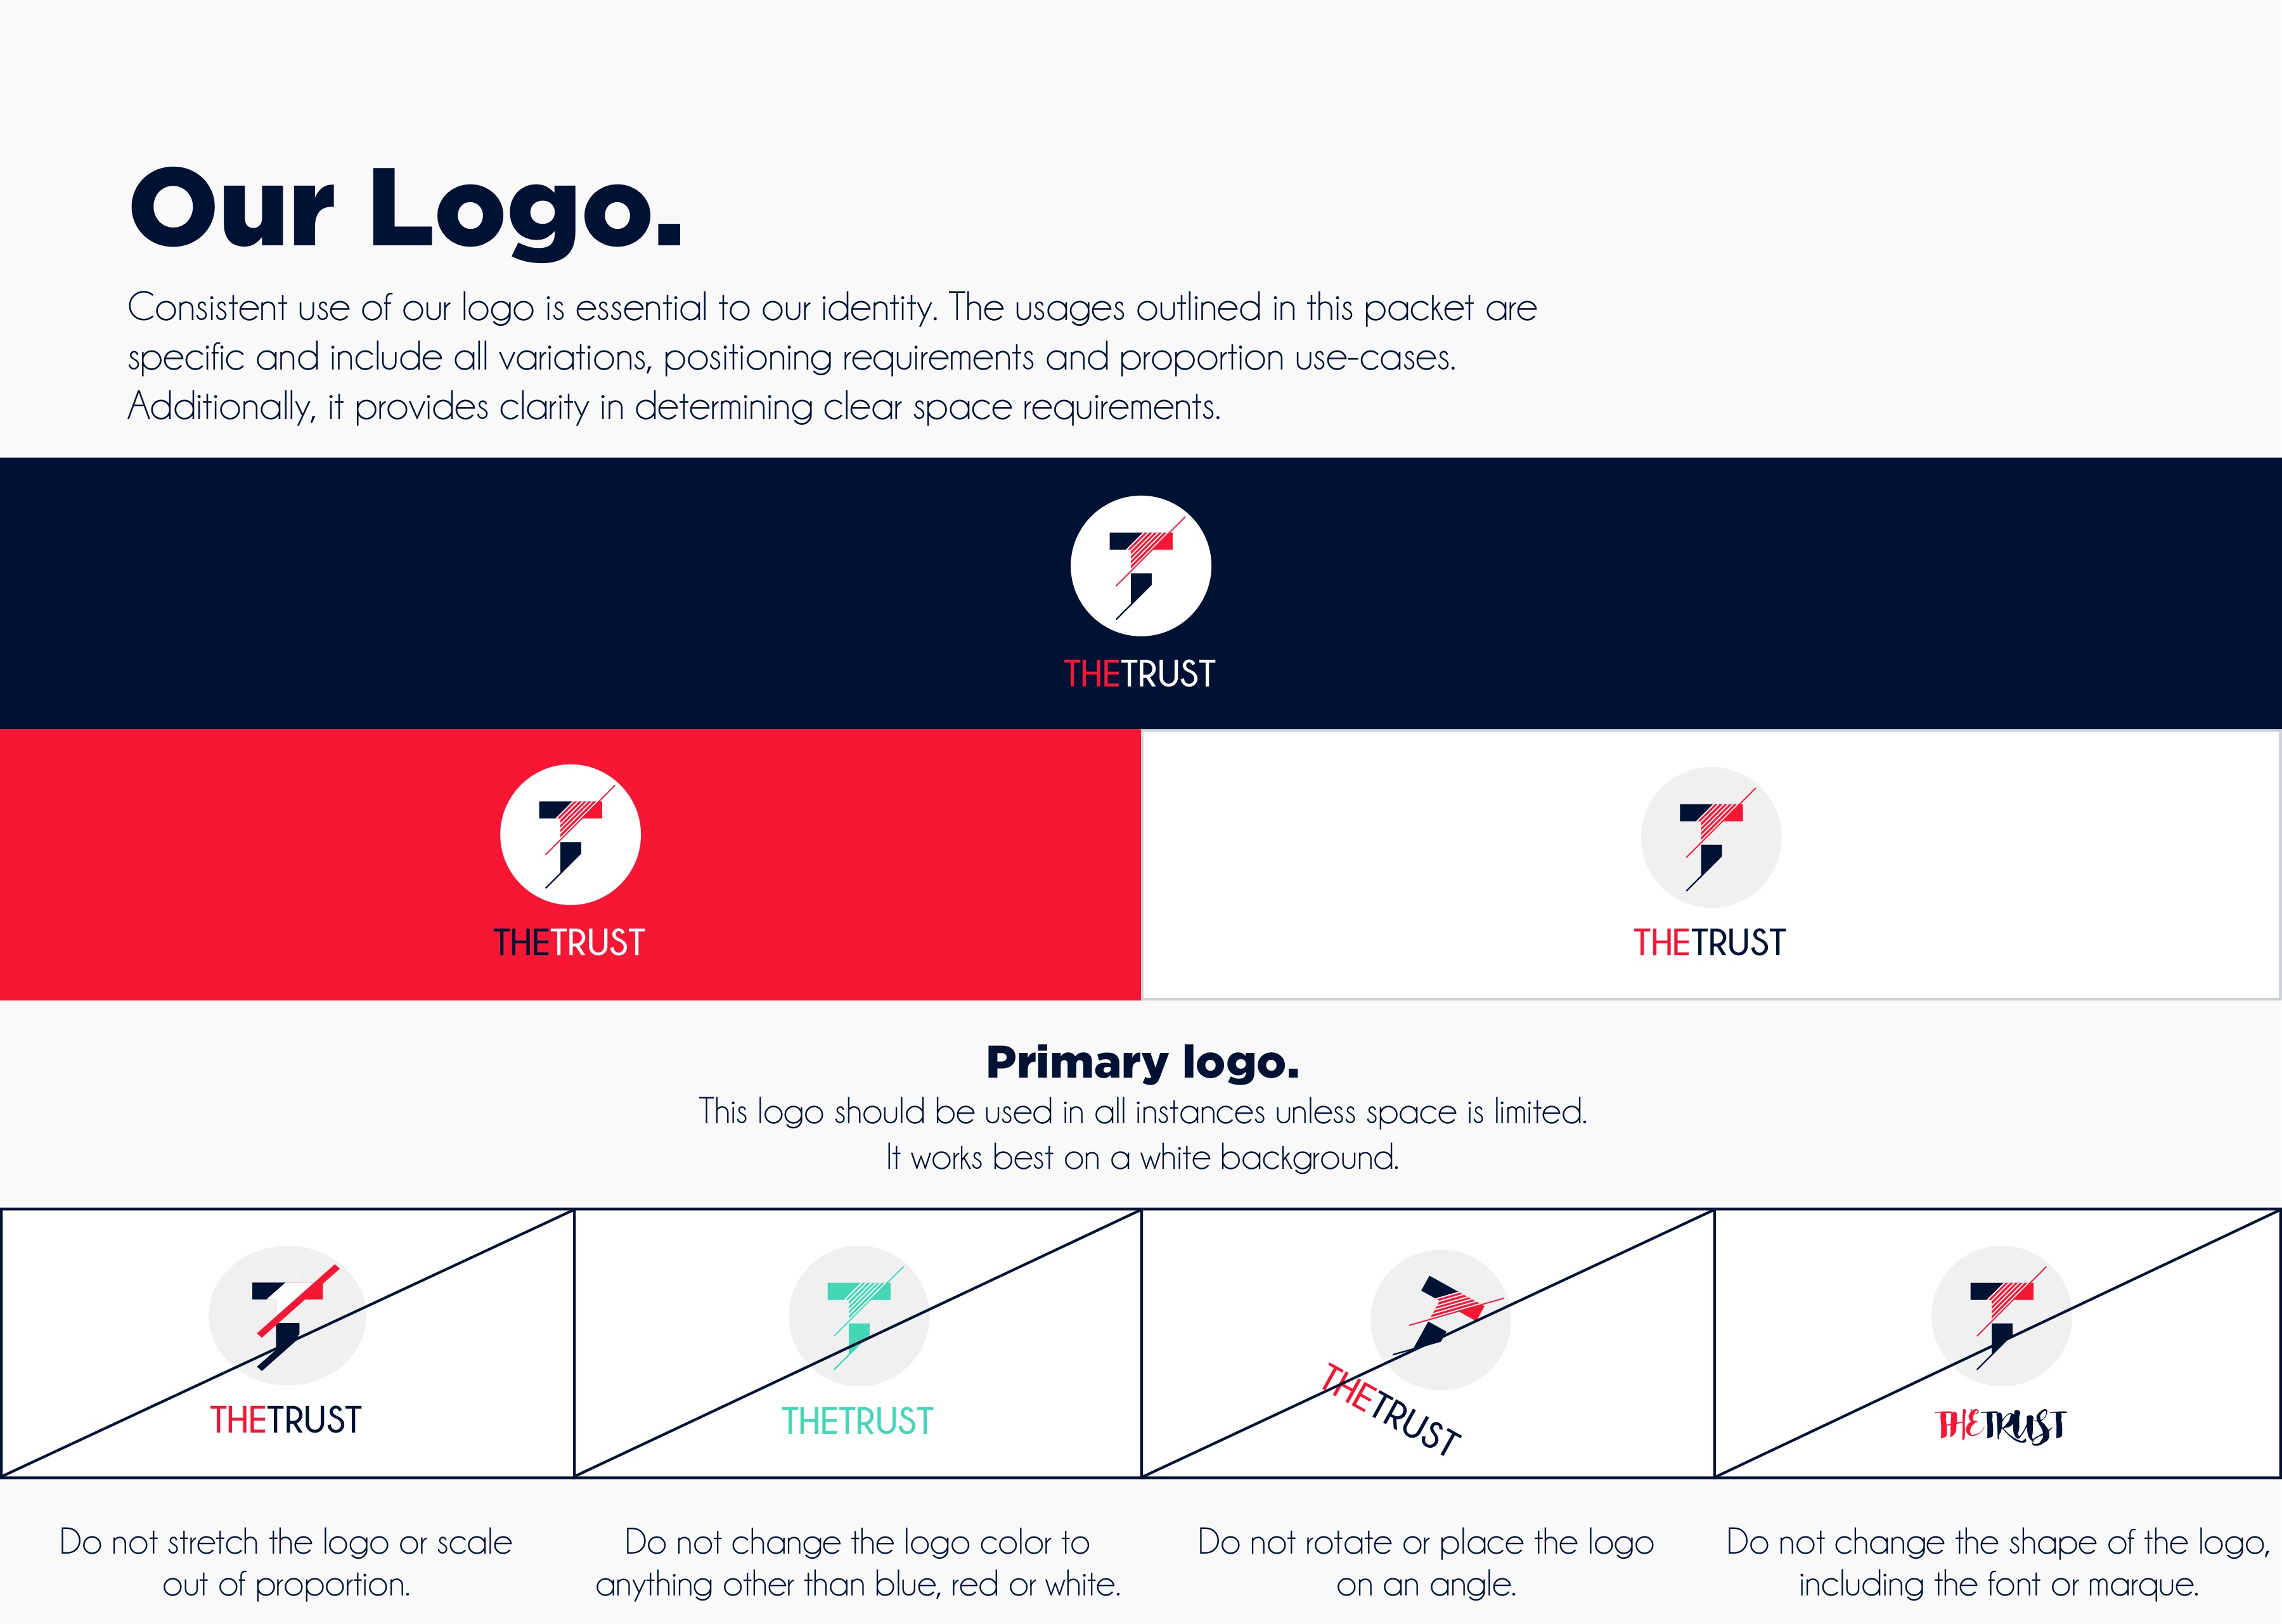 Our Logo.
Consistent use of our logo is essential to our identity. The usages outlined in this packet are
specific and include all variations, positioning requirements and proportion use-cases.
Additionally, it provides clarity in determining clear space requirements.
THETRUST
THETRUST
THETRUST
Primary logo.
This logo should be used in all instances unless space is limited.
It works best on a white background.
THETRUST
THETRUST
THETRUST
THETRUST
Do not stretch the logo or scale
out of proportion.
Do not change the logo color to
anything other than blue, red or white.
Do not rotate or place the logo
on an angle.
Do not change the shape of the logo,
including the font or marque.